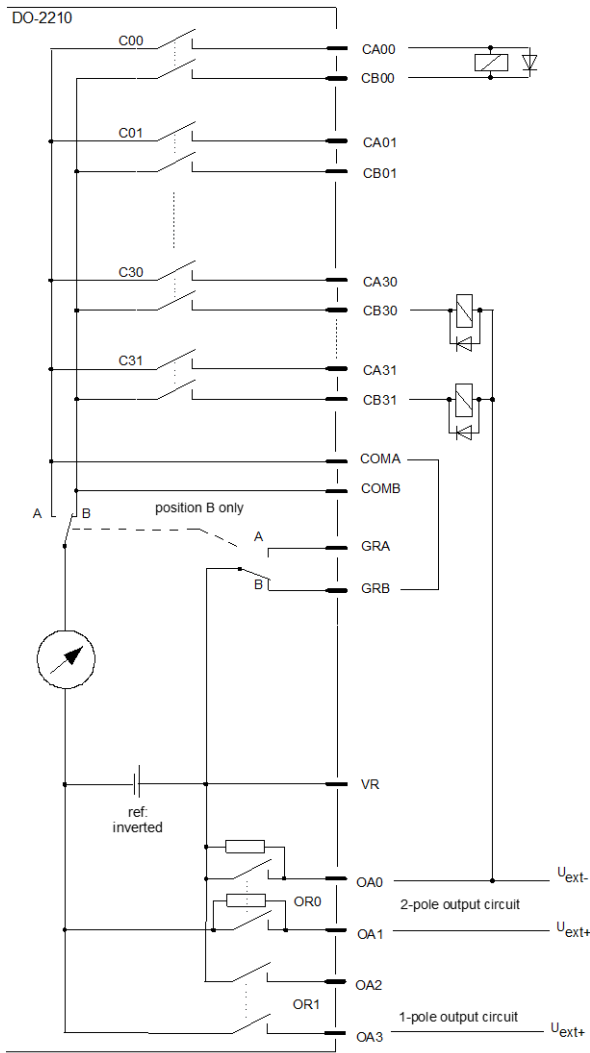 DO-2210
C00
CA00
CB00
C01
CA01
CB01
C30
CA30
CB30
C31
CA31
CB31
COMA
COMB
A
B
position B only
A
GRA
B
GRB
VR
ref:
inverted
OA0
Uext-
OR0
2-pole output circuit
OA1
Uext+
OA2
OR1
1-pole output circuit
OA3
Uext+